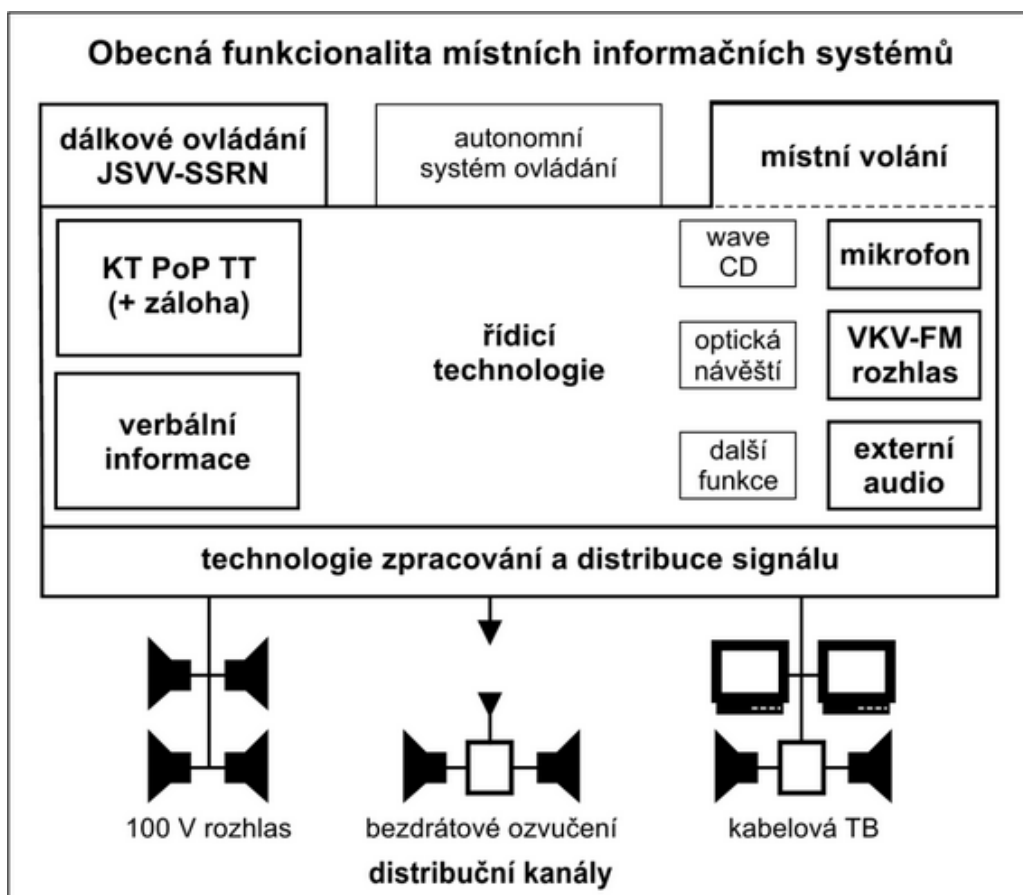 Obecná funkcionalita místních informačních systémů
dálkové ovládání
JSVV-SSRN
autonomní
systém ovládání
místní volání
KT PoP TT
(+ záloha)
verbální
informace
řídicí
technologie
wave
CD
optická
návěští
další
funkce
mikrofon
VKV-FM
rozhlas
externí
audio
technologie zpracování a distribuce signálu
100 V rozhlas
bezdrátové ozvučení
kabelová TB
distribuční kanály